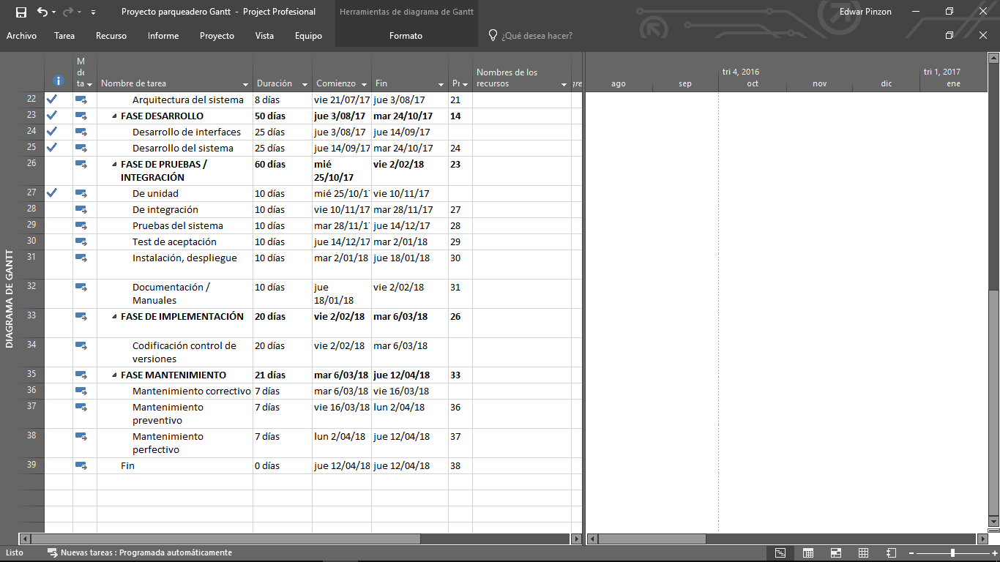 Proyecto parqueadero Gantt - Project Profesional
Herramientas de diagrama de Gantt
Edwar Pinzon
Archivo Tarea Recurso Informe Proyecto Vista Equipo Formato ¿Qué desea hacer?
M
de
ta
Nombre de tarea Duración Comienzo Fin Pr
Nombres de los
recursos
tri 4, 2016 tri 1, 2017
ago sep oct nov dic ene
22 Arquitectura del sistema 8 días vie 21/07/17 jue 3/08/17 21
23 FASE DESARROLLO 50 días jue 3/08/17 mar 24/10/17 14
24 Desarrollo de interfaces 25 días jue 3/08/17 jue 14/09/17
25 Desarrollo del sistema 25 días jue 14/09/17 mar 24/10/17 24
26 FASE DE PRUEBAS / 60 días mié vie 2/02/18 23
INTEGRACIÓN 25/10/17
27 De unidad 10 días mié 25/10/1 vie 10/11/17
28 De integración 10 días vie 10/11/17 mar 28/11/17 27
29 Pruebas del sistema 10 días mar 28/11/1 jue 14/12/17 28
30 Test de aceptación 10 días jue 14/12/17 mar 2/01/18 29
31 Instalación, despliegue 10 días mar 2/01/18 jue 18/01/18 30
32 Documentación / 10 días jue vie 2/02/18 31
Manuales 18/01/18
33 FASE DE IMPLEMENTACIÓN 20 días vie 2/02/18 mar 6/03/18 26
34 Codificación control de 20 días vie 2/02/18 mar 6/03/18
versiones
35 FASE MANTENIMIENTO 21 días mar 6/03/18 jue 12/04/18 33
36 Mantenimiento correctivo 7 días mar 6/03/18 vie 16/03/18
37 Mantenimiento 7 días vie 16/03/18 lun 2/04/18 36
preventivo
38 Mantenimiento 7 días lun 2/04/18 jue 12/04/18 37
perfectivo
39 Fin 0 días jue 12/04/18 jue 12/04/18 38
DIAGRAMA DE GANTT
Listo Nuevas tareas : Programada automáticamente